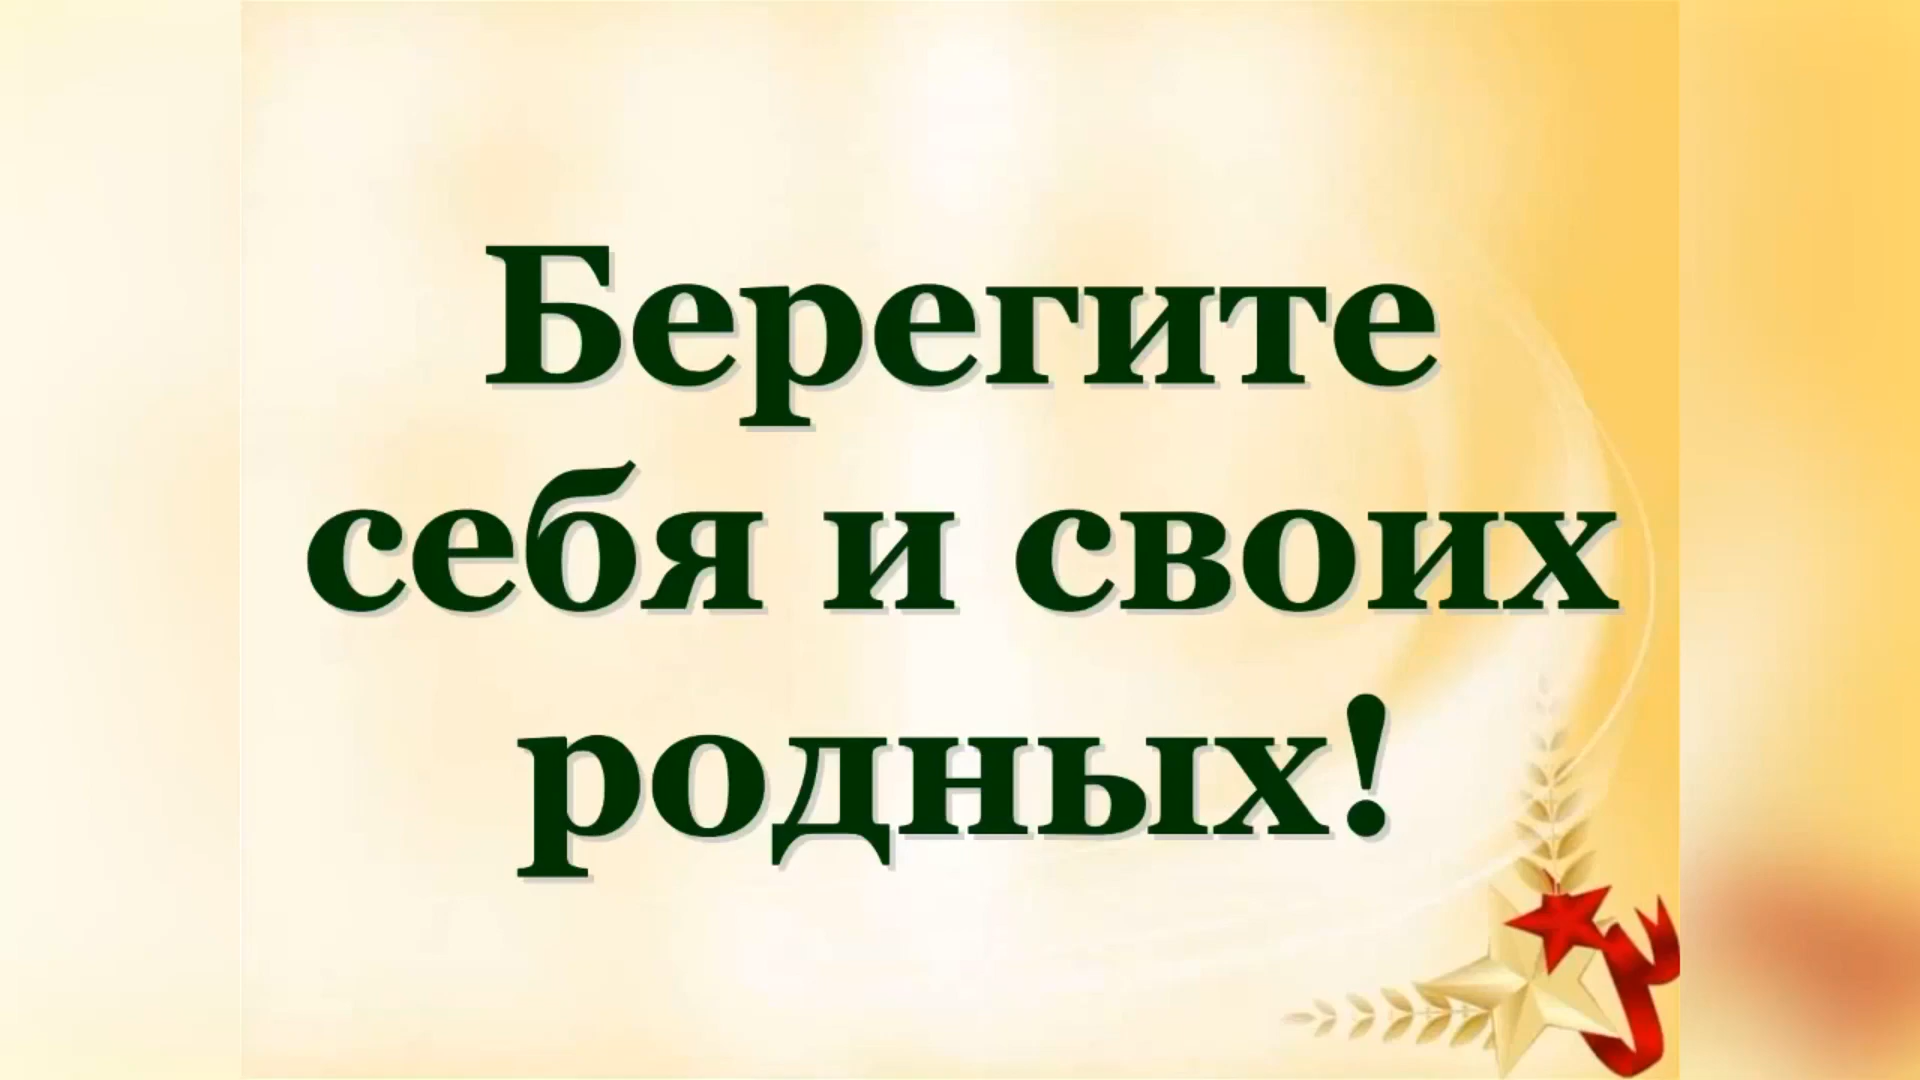 Берегите
себя и своих
родных!